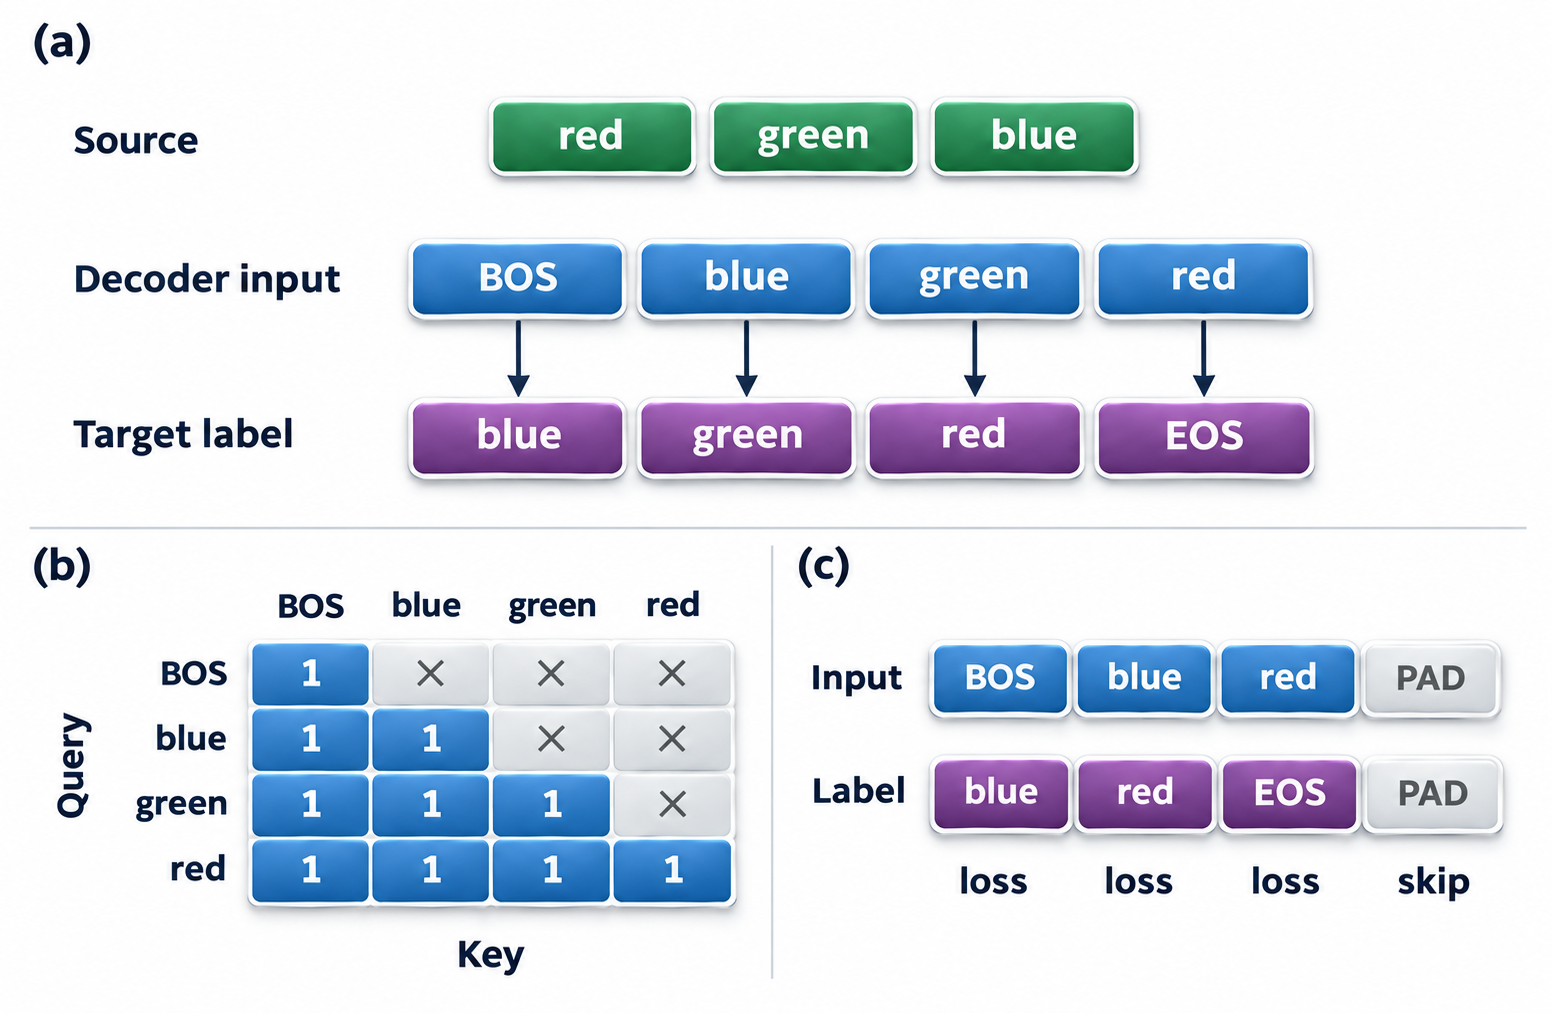 (a)
Source red green blue
Decoder input BOS blue green red
Target label blue green red EOS
(b)
BOS blue green red
Query
BOS 1 × × ×
blue 1 1 × ×
green 1 1 1 ×
red 1 1 1 1
Key
(c)
Input BOS blue red PAD
Label blue red EOS PAD
loss loss loss skip